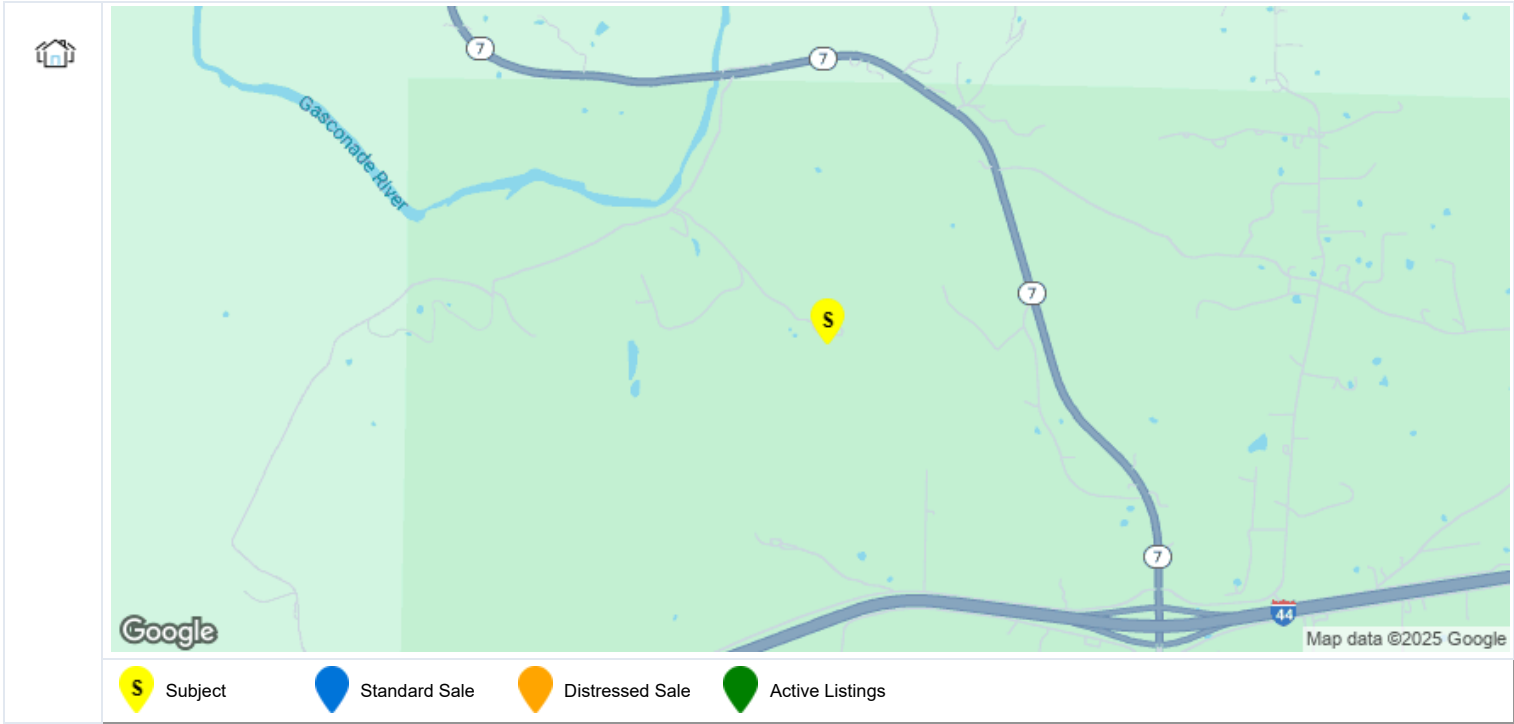 7
7
Gasconade River
S
7
7
44
Google
Map data ©2025 Google
S Subject Standard Sale Distressed Sale Active Listings